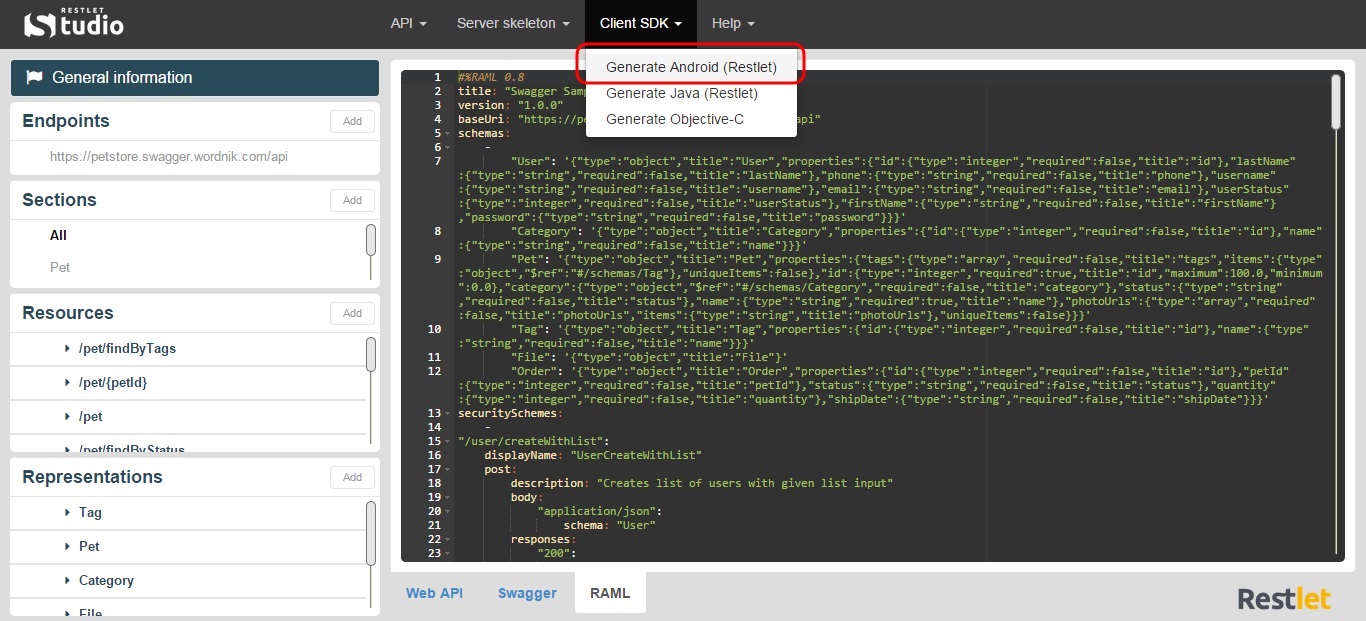 RESTLET
Studio
API
Server skeleton
Client SDK
Help
Generate Android (Restlet)
Generate Java (Restlet)
Generate Objective-C
General information
Endpoints
Add
https://petstore.swagger.wordnik.com/api
Sections
Add
All
Pet
Resources
Add
/pet/findByTags
/pet/{petId}
/pet
/pet/findByStatus
Representations
Add
Tag
Pet
Category
File
1 #%RAML 0.8
2 title: "Swagger Sam
3 version: "1.0.0"
4 baseUri: "https://pe api"
5 schemas:
6 -
7 "User": '{"type":"object","title":"User","properties":{"id":{"type":"integer","required":false,"title":"id"},"lastName"
:{"type":"string","required":false,"title":"lastName"},"phone":{"type":"string","required":false,"title":"phone"},"username"
:{"type":"string","required":false,"title":"username"},"email":{"type":"string","required":false,"title":"email"},"userStatus"
:{"type":"integer","required":false,"title":"userStatus"},"firstName":{"type":"string","required":false,"title":"firstName"}
,"password":{"type":"string","required":false,"title":"password"}}}'
8 "Category": '{"type":"object","title":"Category","properties":{"id":{"type":"integer","required":false,"title":"id"},"name"
:{"type":"string","required":false,"title":"name"}}}'
9 "Pet": '{"type":"object","title":"Pet","properties":{"tags":{"type":"array","required":false,"title":"tags","items":{"type"
:"object","$ref":"#/schemas/Tag"},"uniqueItems":false},"id":{"type":"integer","required":true,"title":"id","maximum":100.0,"minimum"
:0.0},"category":{"type":"object","$ref":"#/schemas/Category","required":false,"title":"category"},"status":{"type":"string"
,"required":false,"title":"status"},"name":{"type":"string","required":true,"title":"name"},"photoUrls":{"type":"array","required"
:false,"title":"photoUrls","items":{"type":"string","title":"photoUrls"},"uniqueItems":false}}}'
10 "Tag": '{"type":"object","title":"Tag","properties":{"id":{"type":"integer","required":false,"title":"id"},"name":{"type"
:"string","required":false,"title":"name"}}}'
11 "File": '{"type":"object","title":"File"}'
12 "Order": '{"type":"object","title":"Order","properties":{"id":{"type":"integer","required":false,"title":"id"},"petId"
:{"type":"integer","required":false,"title":"petId"},"status":{"type":"string","required":false,"title":"status"},"quantity"
:{"type":"integer","required":false,"title":"quantity"},"shipDate":{"type":"string","required":false,"title":"shipDate"}}}'
13 securitySchemes:
14 -
15 "/user/createWithList":
16 displayName: "UserCreateWithList"
17 post:
18 description: "Creates list of users with given list input"
19 body:
20 "application/json":
21 schema: "User"
22 responses:
23 "200":
Web API
Swagger
RAML
Restlet